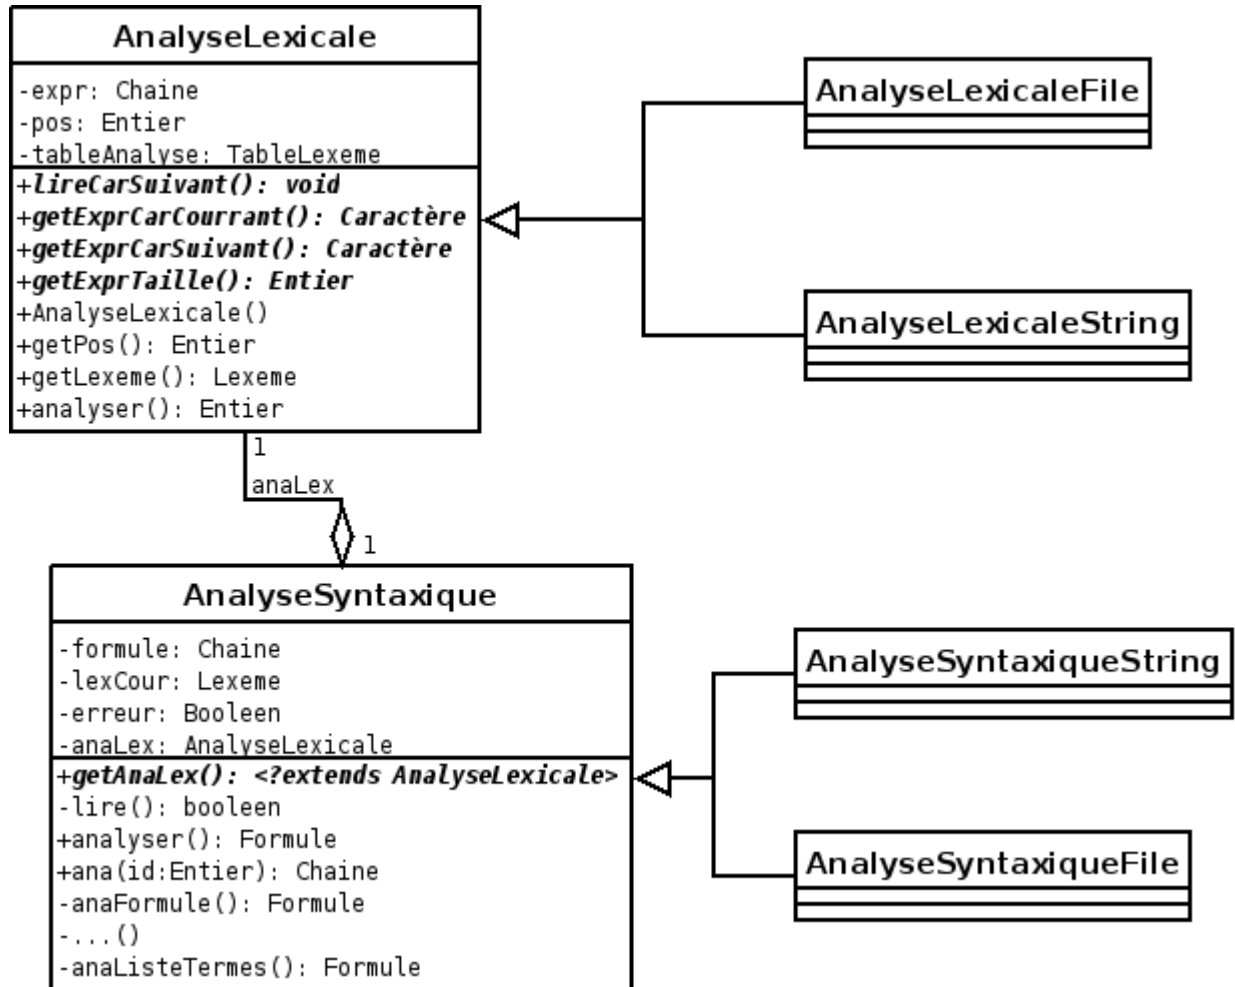 AnalyseLexicale
-expr: Chaine
-pos: Entier
-tableAnalyse: TableLexeme
+lireCarSuivant(): void
+getExprCarCourrant(): Caractère
+getExprCarSuivant(): Caractère
+getExprTaille(): Entier
+AnalyseLexicale()
+getPos(): Entier
+getLexeme(): Lexeme
+analyser(): Entier
AnalyseLexicaleFile
AnalyseLexicaleString
1
anaLex
1
AnalyseSyntaxique
-formule: Chaine
-lexCour: Lexeme
-erreur: Booleen
-anaLex: AnalyseLexicale
+getAnaLex(): <?extends AnalyseLexicale>
-lire(): booleen
+analyser(): Formule
+ana(id:Entier): Chaine
-anaFormule(): Formule
-...()
-anaListeTermes(): Formule
AnalyseSyntaxiqueString
AnalyseSyntaxiqueFile